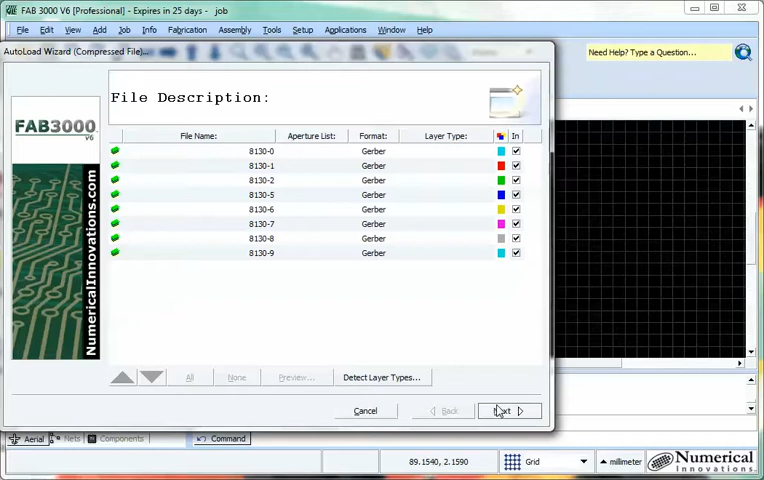 FAB 3000 V6 [Professional] - Expires in 25 days - job
File Edit View Add Job Info Fabrication Assembly Tools Setup Applications Window Help
AutoLoad Wizard (Compressed File)...
Need Help? Type a Question...
File Description:
FAB3000
V6
NumericalInnovations.com
File Name: Aperture List: Format: Layer Type: In
8130-0 Gerber
8130-1 Gerber
8130-2 Gerber
8130-5 Gerber
8130-6 Gerber
8130-7 Gerber
8130-8 Gerber
8130-9 Gerber
All None Preview... Detect Layer Types...
Cancel Back
Aerial Nets Components Command
89.1540, 2.1590 Grid millimeter Numerical
Innovations.